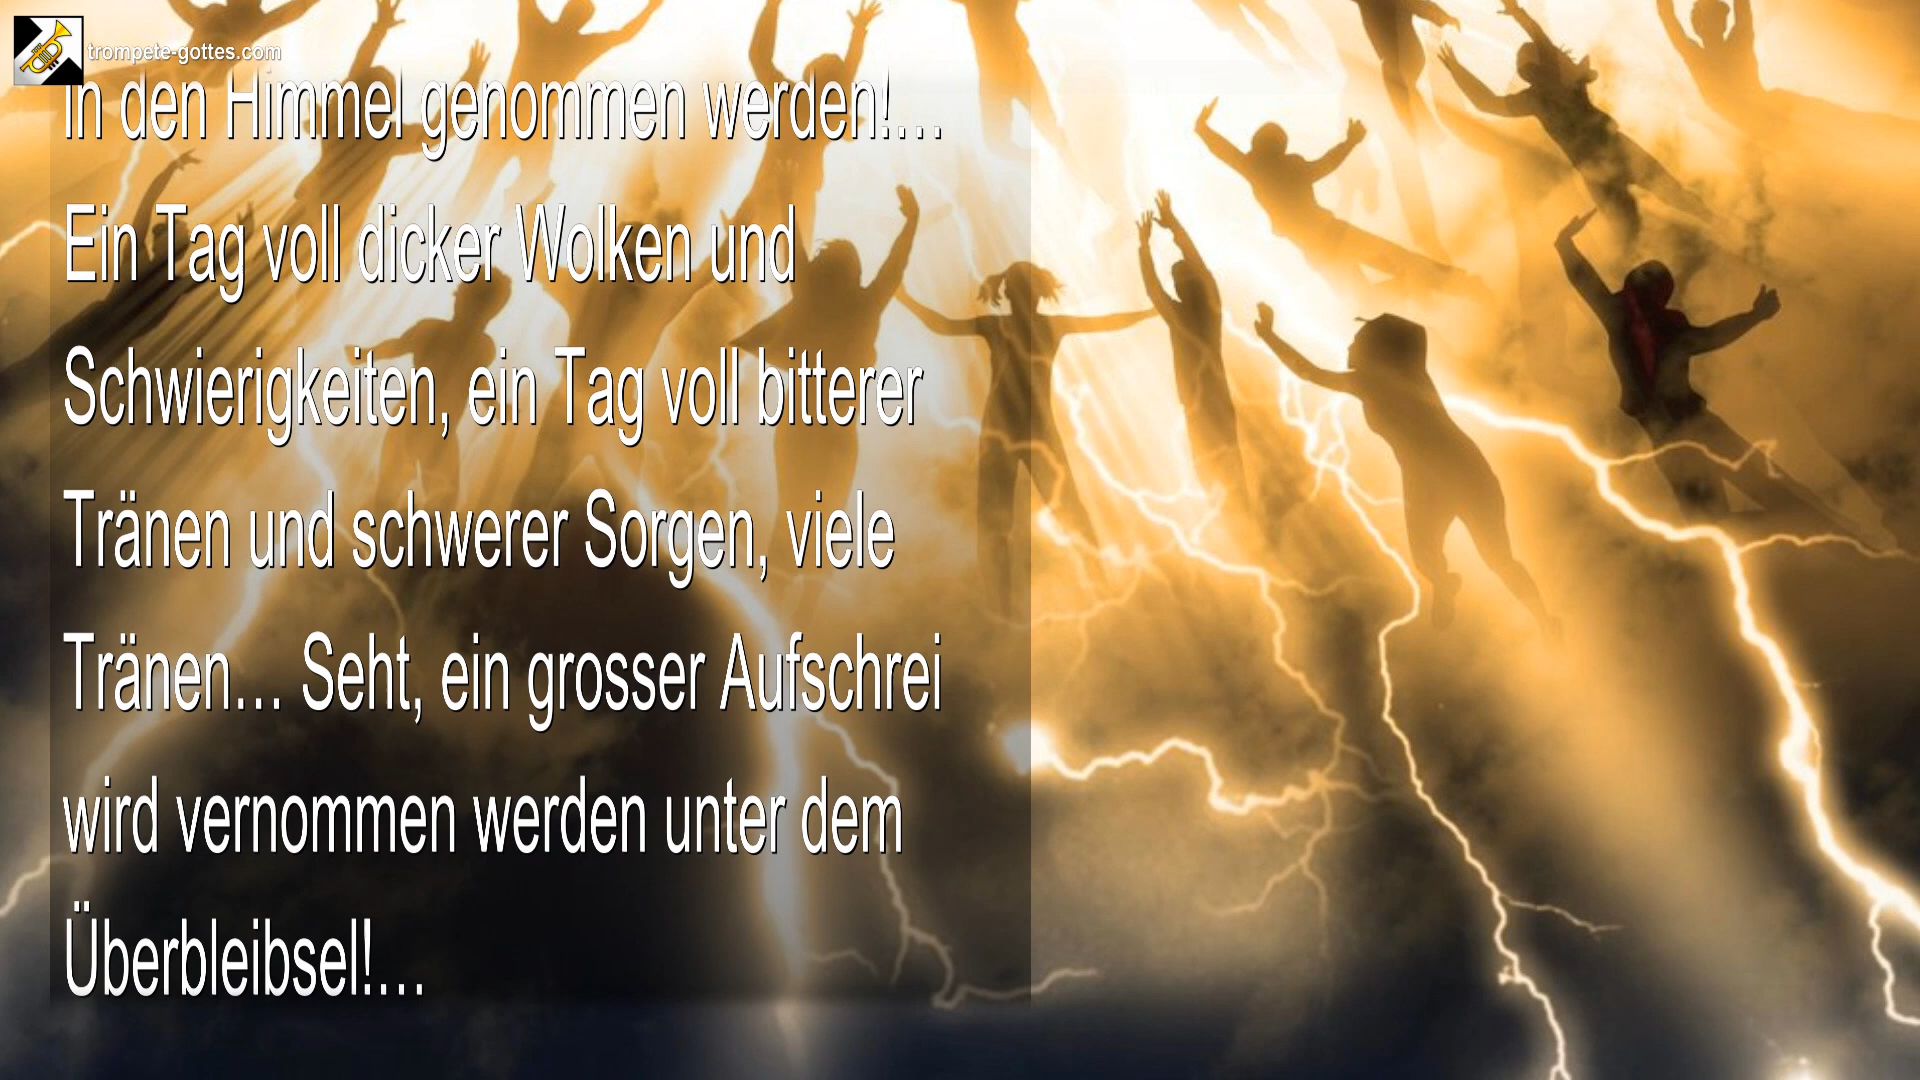 trompete-gottes.com
in den Himmel genommen werden!…
Ein Tag voll dicker Wolken und
Schwierigkeiten, ein Tag voll bitterer
Tränen und schwerer Sorgen, viele
Tränen… Seht, ein grosser Aufschrei
wird vernommen werden unter dem
Überbleibsel!…